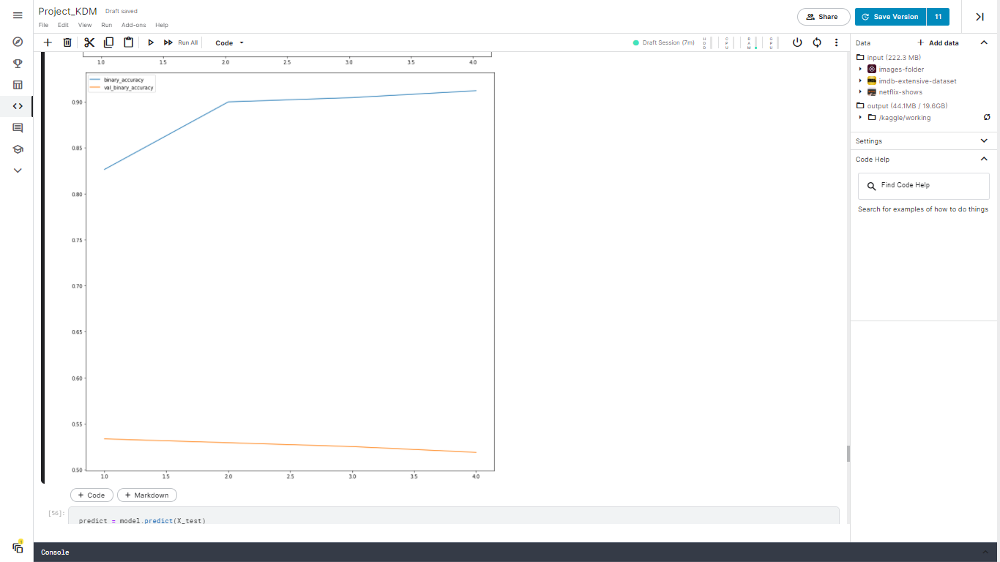 Project_KDM Draft saved
File Edit View Run Add-ons Help
Share
Save Version 11
Run All
Code
Draft Session (7m)
HDD CPU RAM GPU
1.0 1.5 2.0 2.5 3.0 3.5 4.0
binary_accuracy
val_binary_accuracy
0.90
0.85
0.80
0.75
0.70
0.65
0.60
0.55
0.50
1.0 1.5 2.0 2.5 3.0 3.5 4.0
+ Code + Markdown
[56]:
predict = model.predict(X_test)
Console
Data
+ Add data
input (222.3 MB)
images-folder
imdb-extensive-dataset
netflix-shows
output (44.1MB / 19.6GB)
/kaggle/working
Settings
Code Help
Find Code Help
Search for examples of how to do things